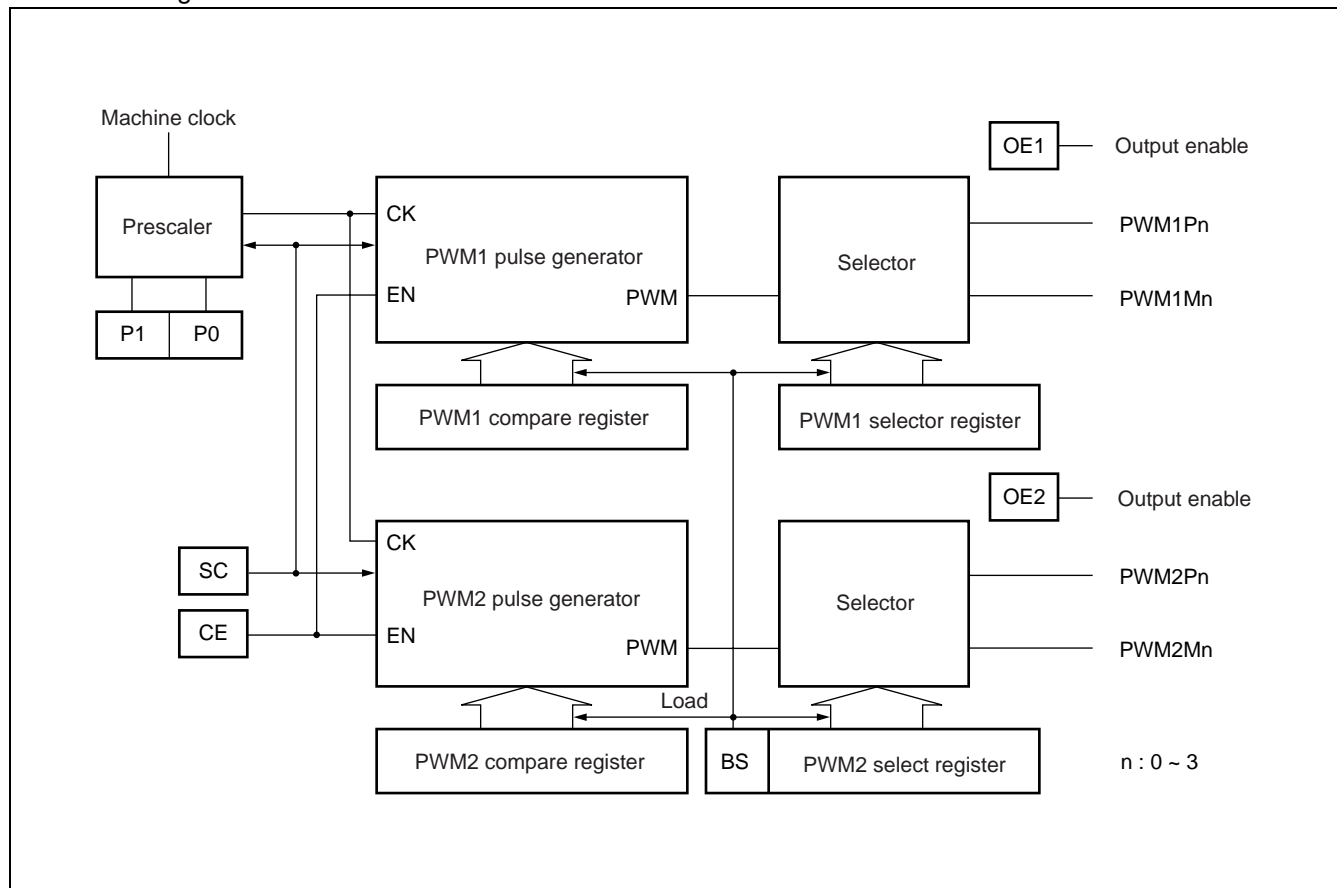 Machine clock
OE1
Output enable
Prescaler
CK
PWM1 pulse generator
EN
PWM
Selector
PWM1Pn
PWM1Mn
P1
P0
PWM1 compare register
PWM1 selector register
OE2
Output enable
SC
CE
CK
PWM2 pulse generator
EN
PWM
Selector
PWM2Pn
PWM2Mn
Load
PWM2 compare register
BS
PWM2 select register
n : 0 ~ 3